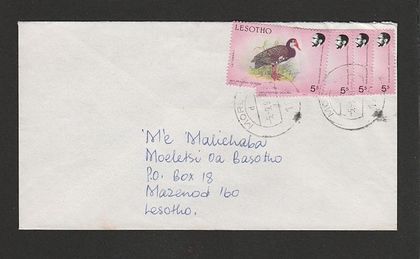 LESOTHO
5s 5s 5s 5s
'M'e Malichaba
Moeletsi oa Basotho
P.O. Box 18
Mazenod 160
Lesotho.